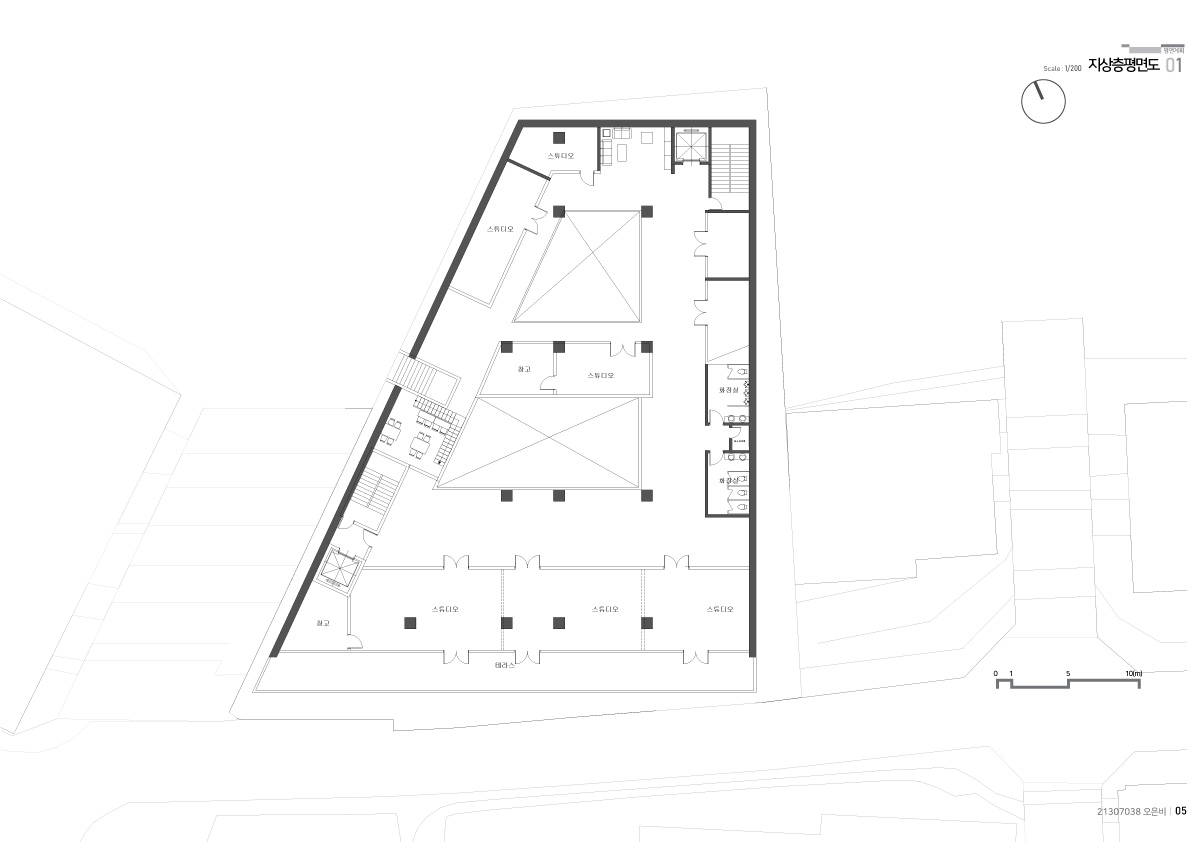 평면계획
Scale : 1/200 지상층평면도 01
스튜디오
스튜디오
창고
스튜디오
화장실
화장실
스튜디오
스튜디오
스튜디오
창고
테라스
0 1 5 10(m)
21307038 오은비 | 05